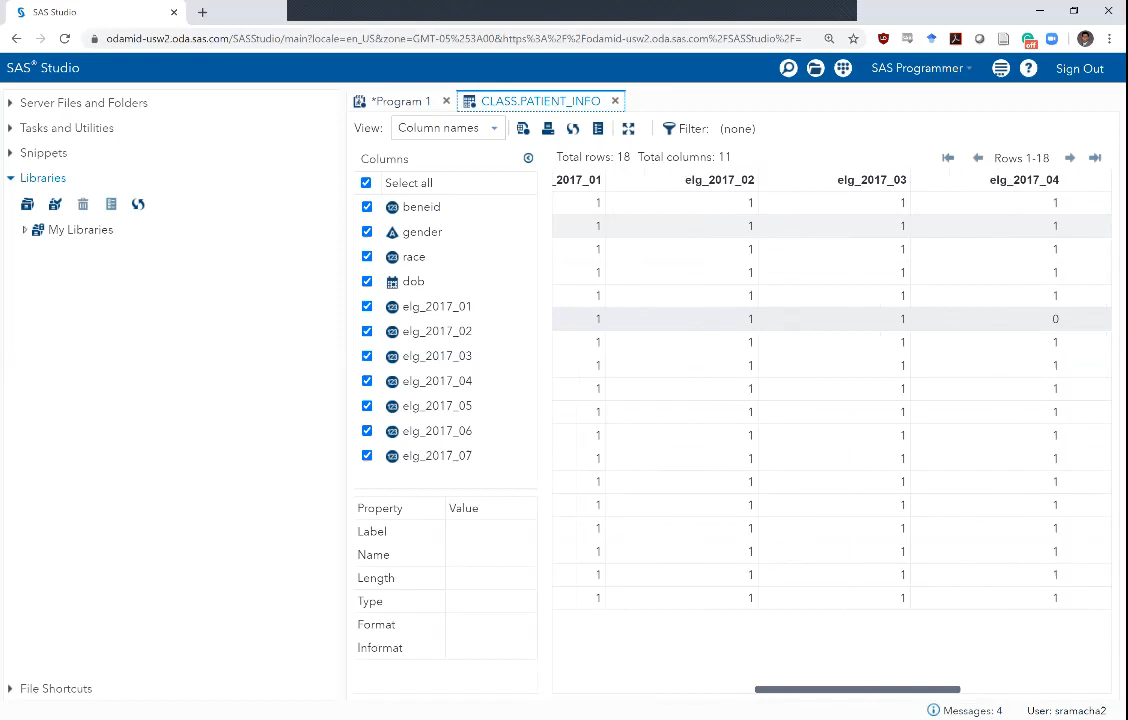 SAS Studio
odamid-usw2.oda.sas.com/SASStudio/main?locale=en_US&zone=GMT-05%253A00&https%3A%2F%2Fodamid-usw2.oda.sas.com%2FSASStudio%2F=
off
SAS® Studio
SAS Programmer
Sign Out
Server Files and Folders
Tasks and Utilities
Snippets
Libraries
My Libraries
File Shortcuts
*Program 1
CLASS.PATIENT_INFO
View: Column names Filter: (none)
Columns
Total rows: 18 Total columns: 11
Rows 1-18
Select all
beneid
gender
race
dob
elg_2017_01
elg_2017_02
elg_2017_03
elg_2017_04
elg_2017_05
elg_2017_06
elg_2017_07
Property Value
Label
Name
Length
Type
Format
Informat
_2017_01 elg_2017_02 elg_2017_03 elg_2017_04
1 1 1 1
1 1 1 1
1 1 1 1
1 1 1 1
1 1 1 1
1 1 1 0
1 1 1 1
1 1 1 1
1 1 1 1
1 1 1 1
1 1 1 1
1 1 1 1
1 1 1 1
1 1 1 1
1 1 1 1
1 1 1 1
1 1 1 1
1 1 1 1
Messages: 4 User: sramacha2